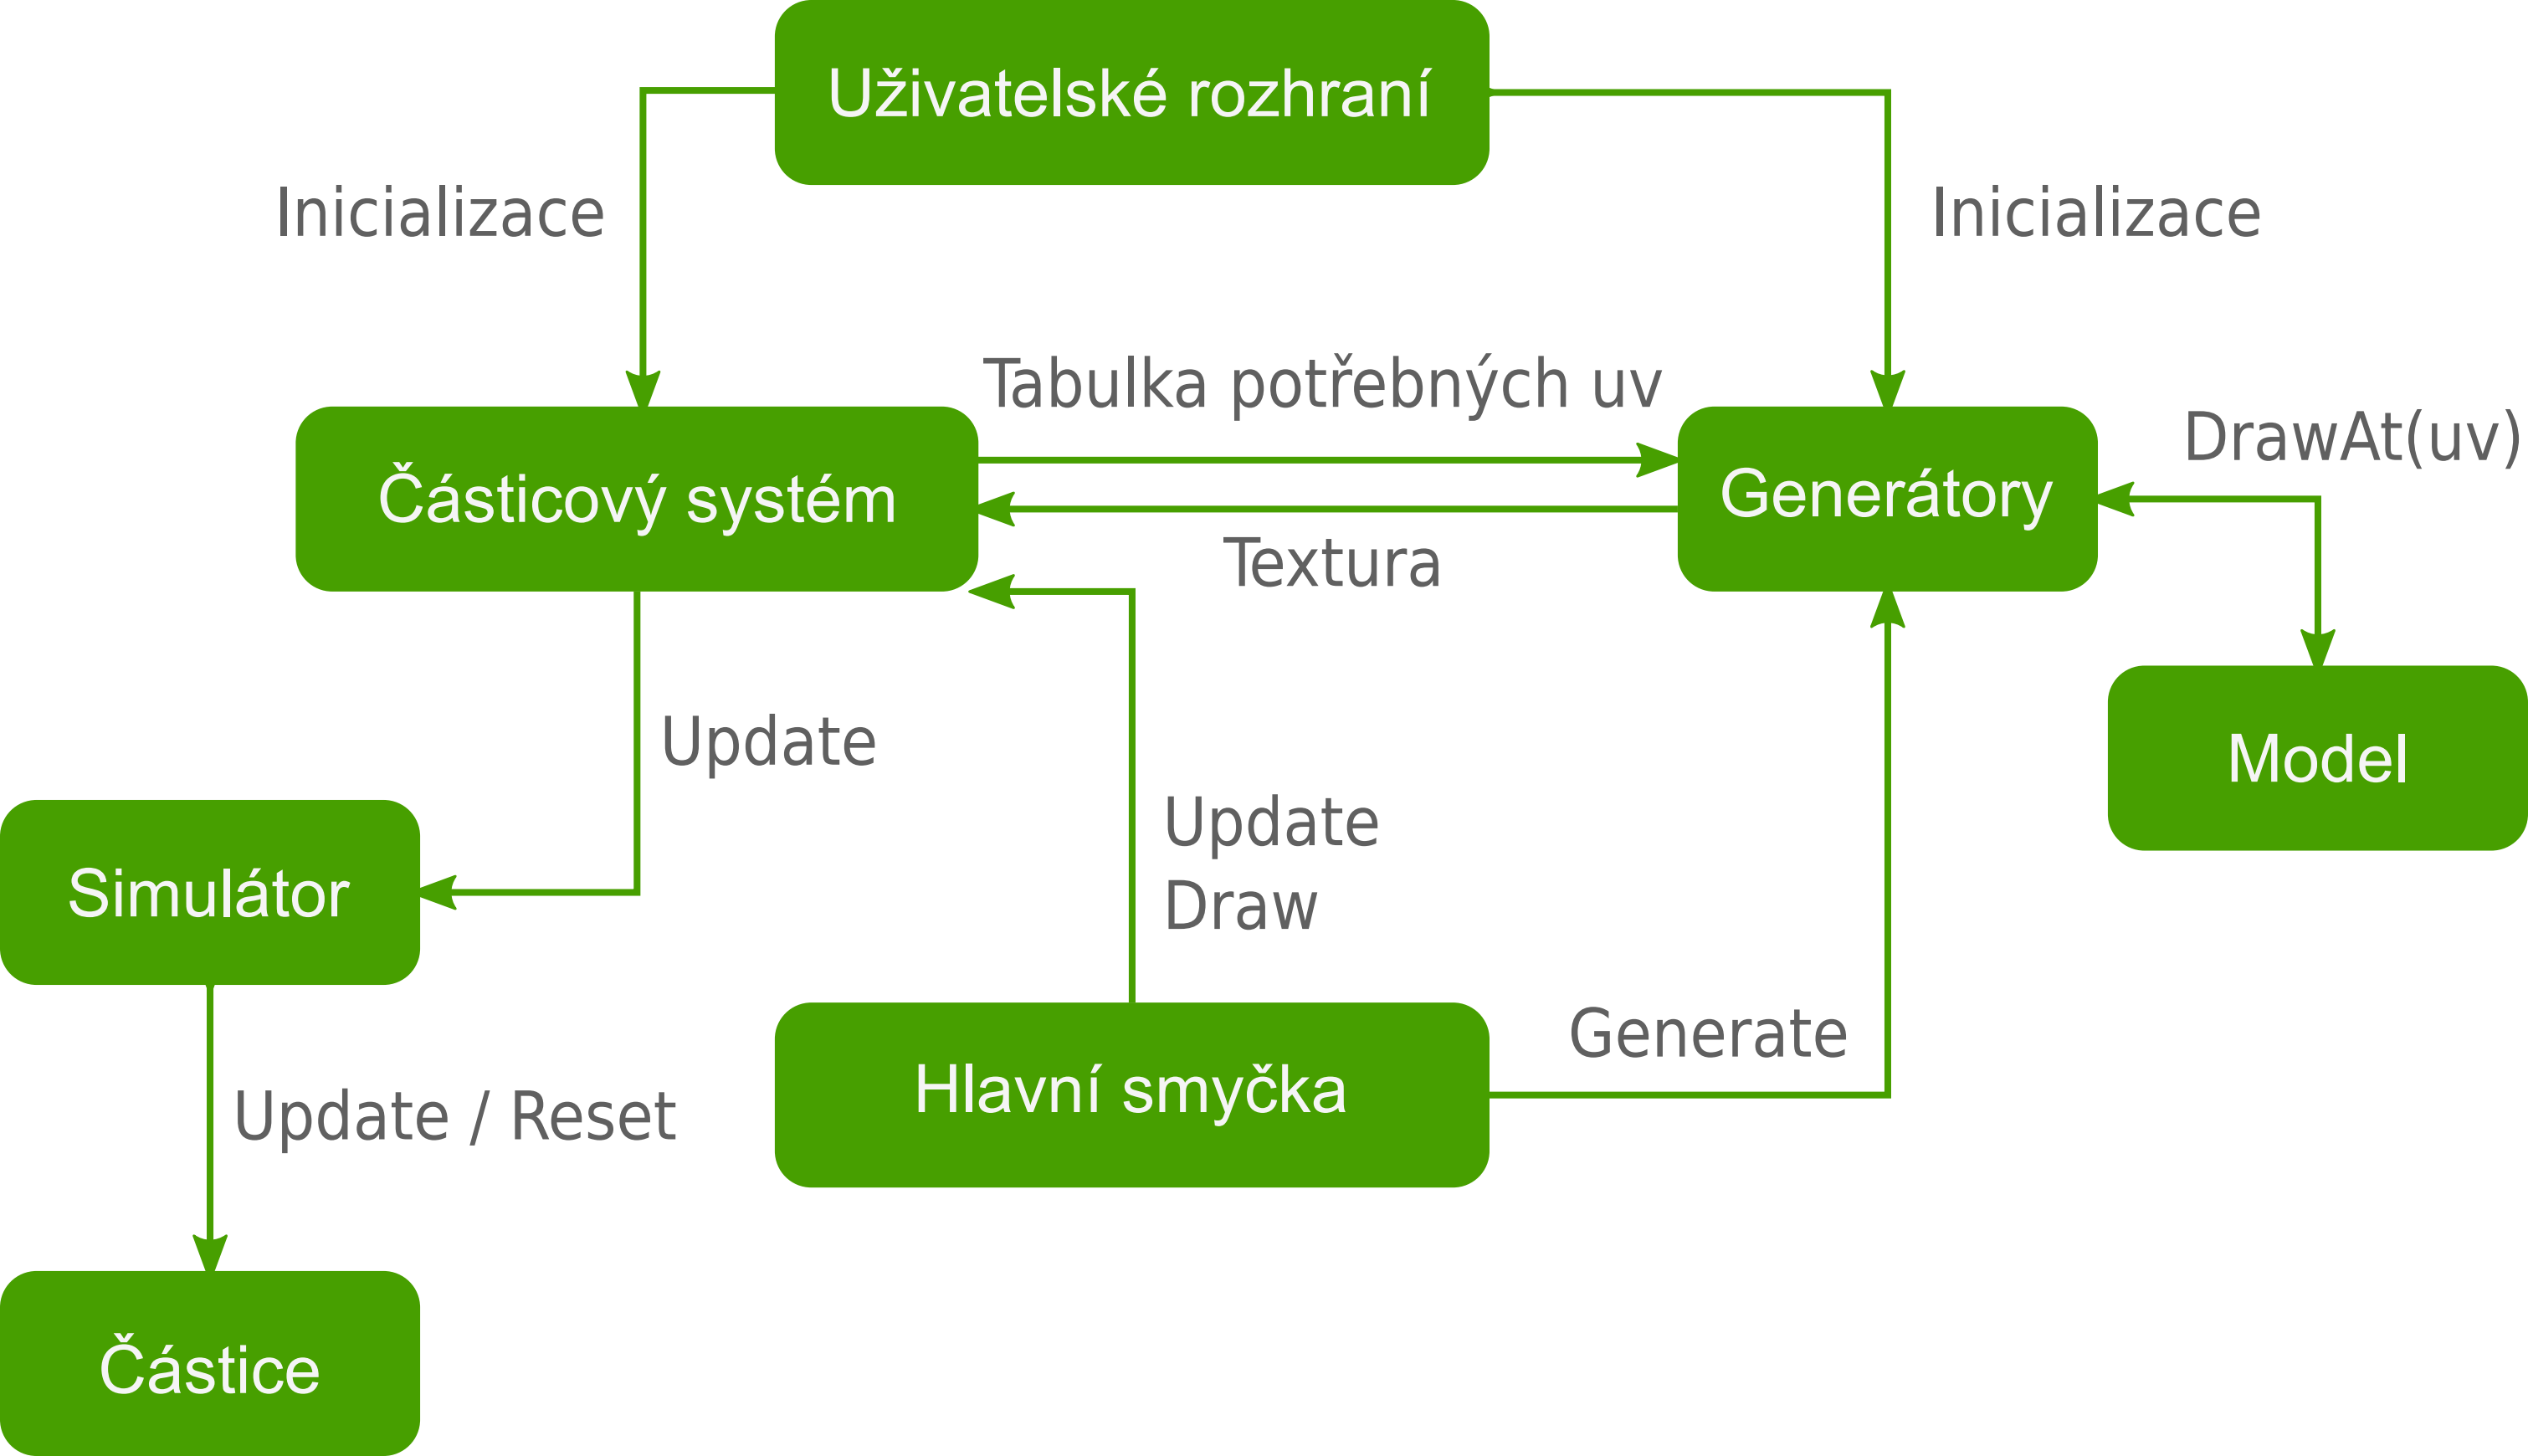 Uživatelské rozhraní
Inicializace
Inicializace
Tabulka potřebných uv
DrawAt(uv)
Částicový systém
Generátory
Textura
Update
Model
Update
Draw
Simulátor
Generate
Hlavní smyčka
Update / Reset
Částice